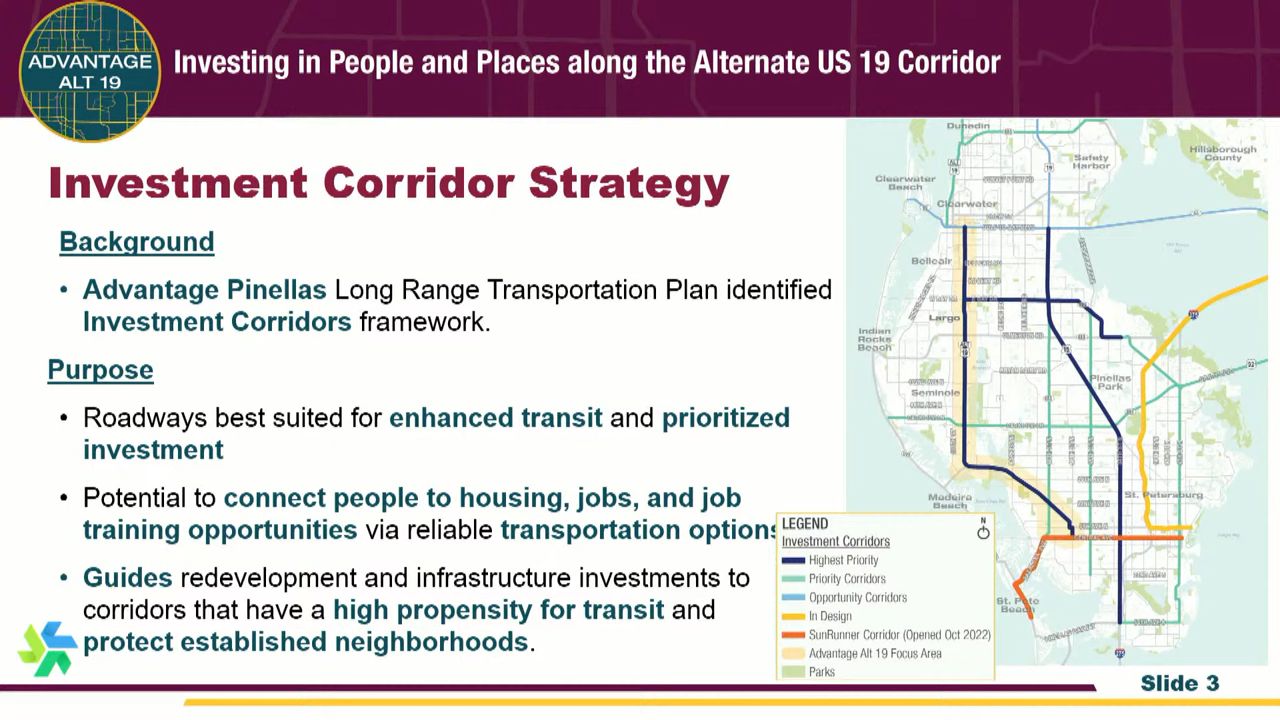 ADVANTAGE
ALT 19
Investing in People and Places along the Alternate US 19 Corridor
Investment Corridor Strategy
Background
• Advantage Pinellas Long Range Transportation Plan identified
Investment Corridors framework.
Purpose
• Roadways best suited for enhanced transit and prioritized
investment
• Potential to connect people to housing, jobs, and job
training opportunities via reliable transportation options
• Guides redevelopment and infrastructure investments to
corridors that have a high propensity for transit and
protect established neighborhoods.
Dunedin
Safety
Harbor
Hillsborough
County
Clearwater
Beach
19
Clearwater
Belleair
Largo
Indian
Rocks
Beach
275
92
Pinellas
Park
Seminole
Madeira
Beach
St. Petersburg
St. Pete
Beach
275
LEGEND
N
Investment Corridors
Highest Priority
Priority Corridors
Opportunity Corridors
In Design
SunRunner Corridor (Opened Oct 2022)
Advantage Alt 19 Focus Area
Parks
Slide 3